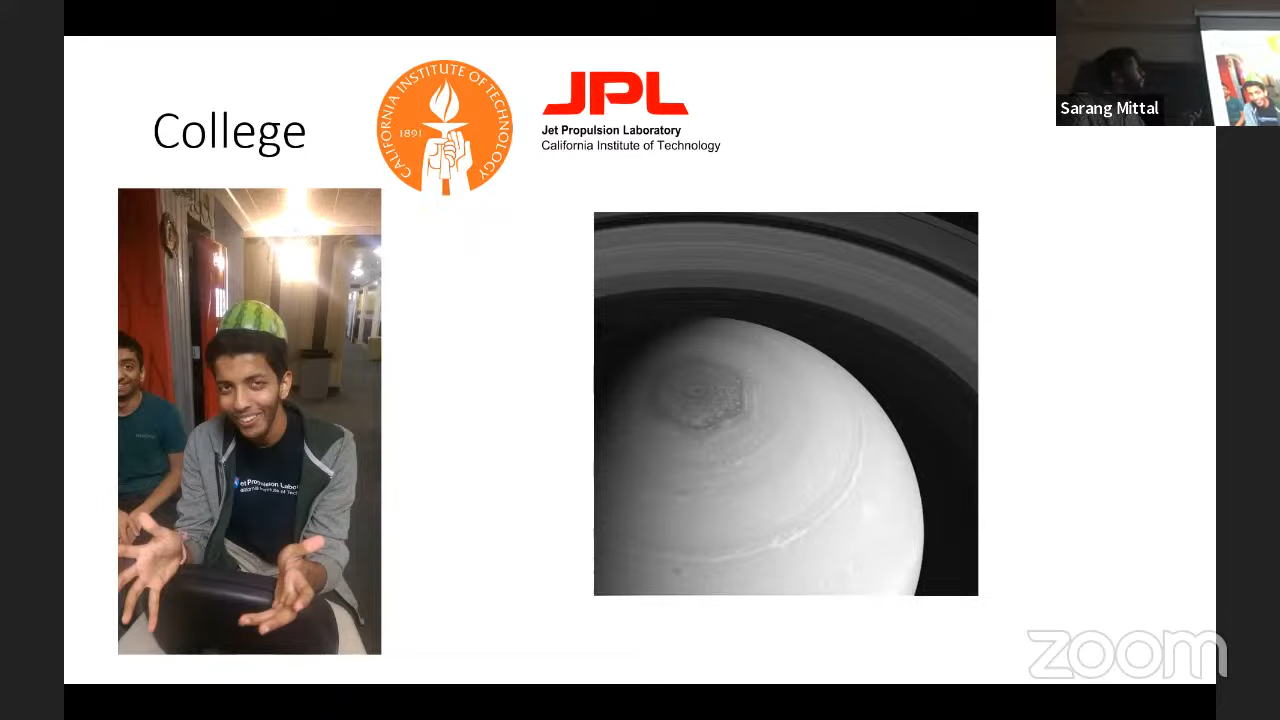 College
CALIFORNIA INSTITUTE OF TECHNOLOGY
1891
JPL
Jet Propulsion Laboratory
California Institute of Technology
Sarang Mittal
zoom